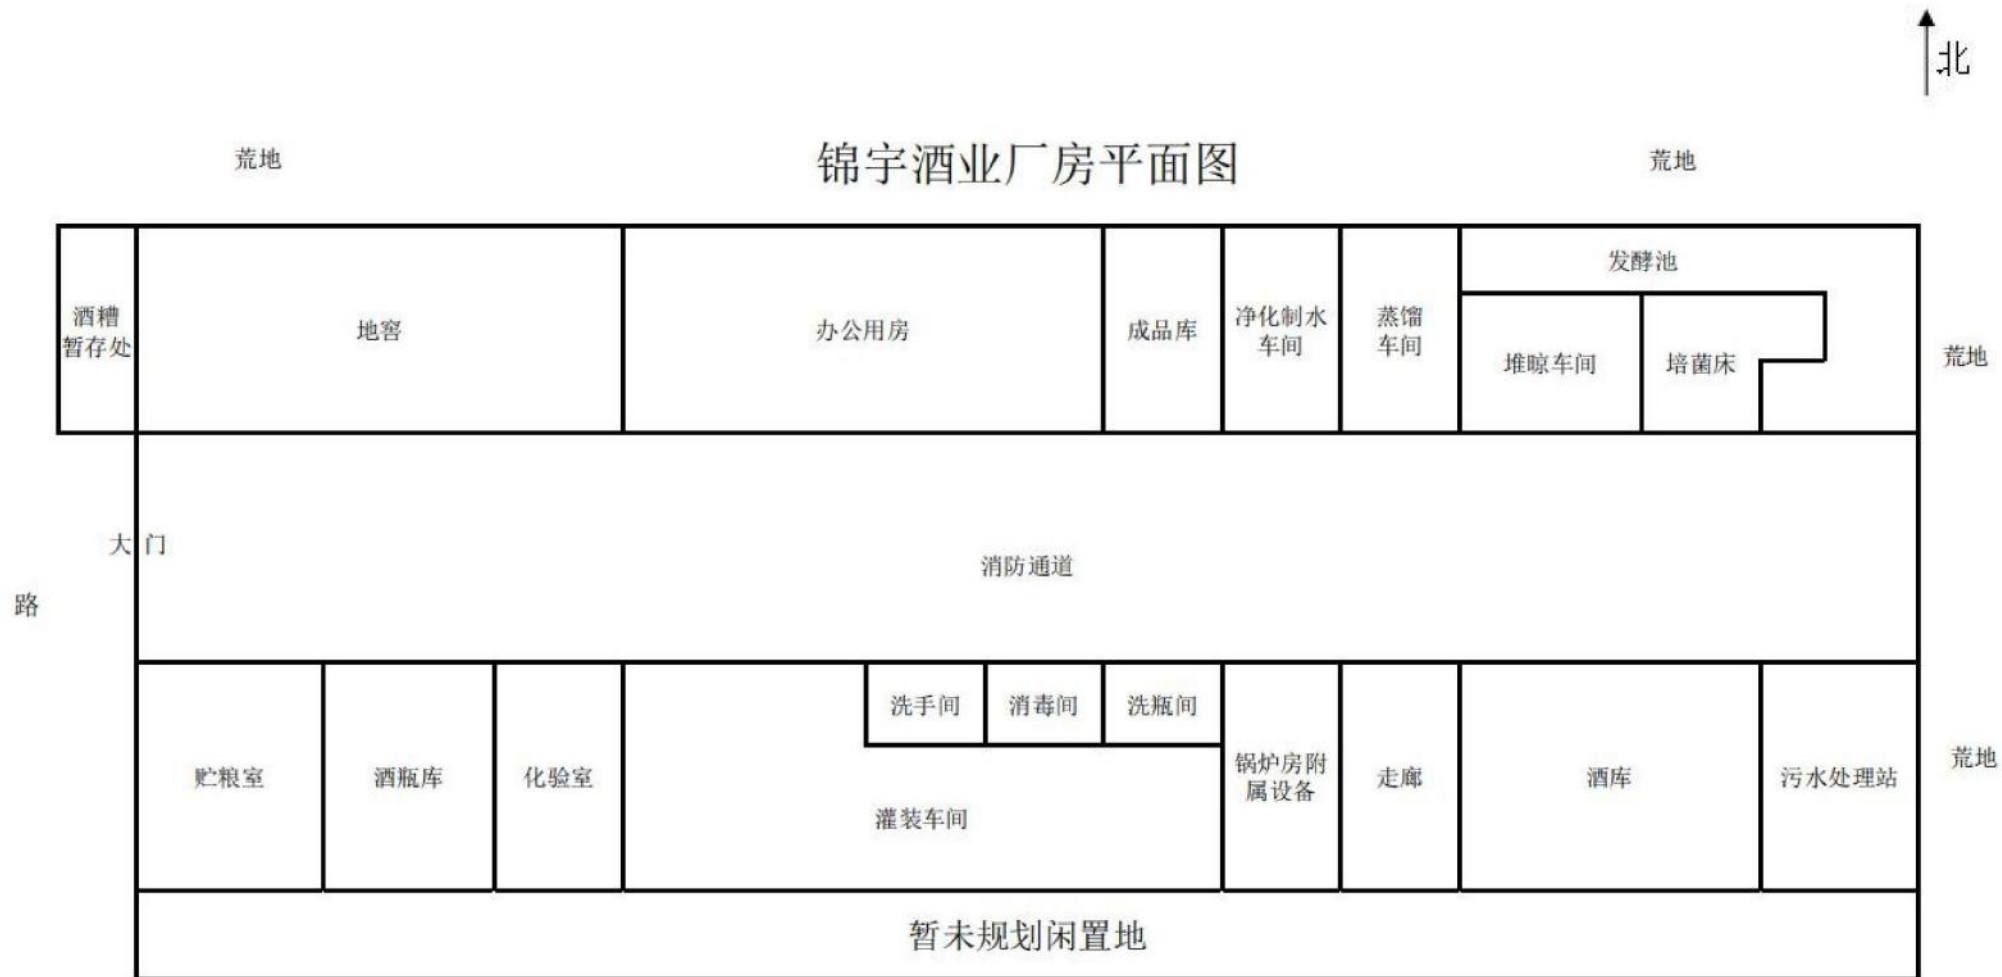 北
锦宇酒业厂房平面图
荒地
荒地
发酵池
酒糟
暂存处
地窖
办公用房
成品库
净化制水
车间
蒸馏
车间
堆晾车间
培菌床
荒地
大门
消防通道
路
洗手间
消毒间
洗瓶间
贮粮室
酒瓶库
化验室
灌装车间
锅炉房附
属设备
走廊
酒库
污水处理站
荒地
暂未规划闲置地